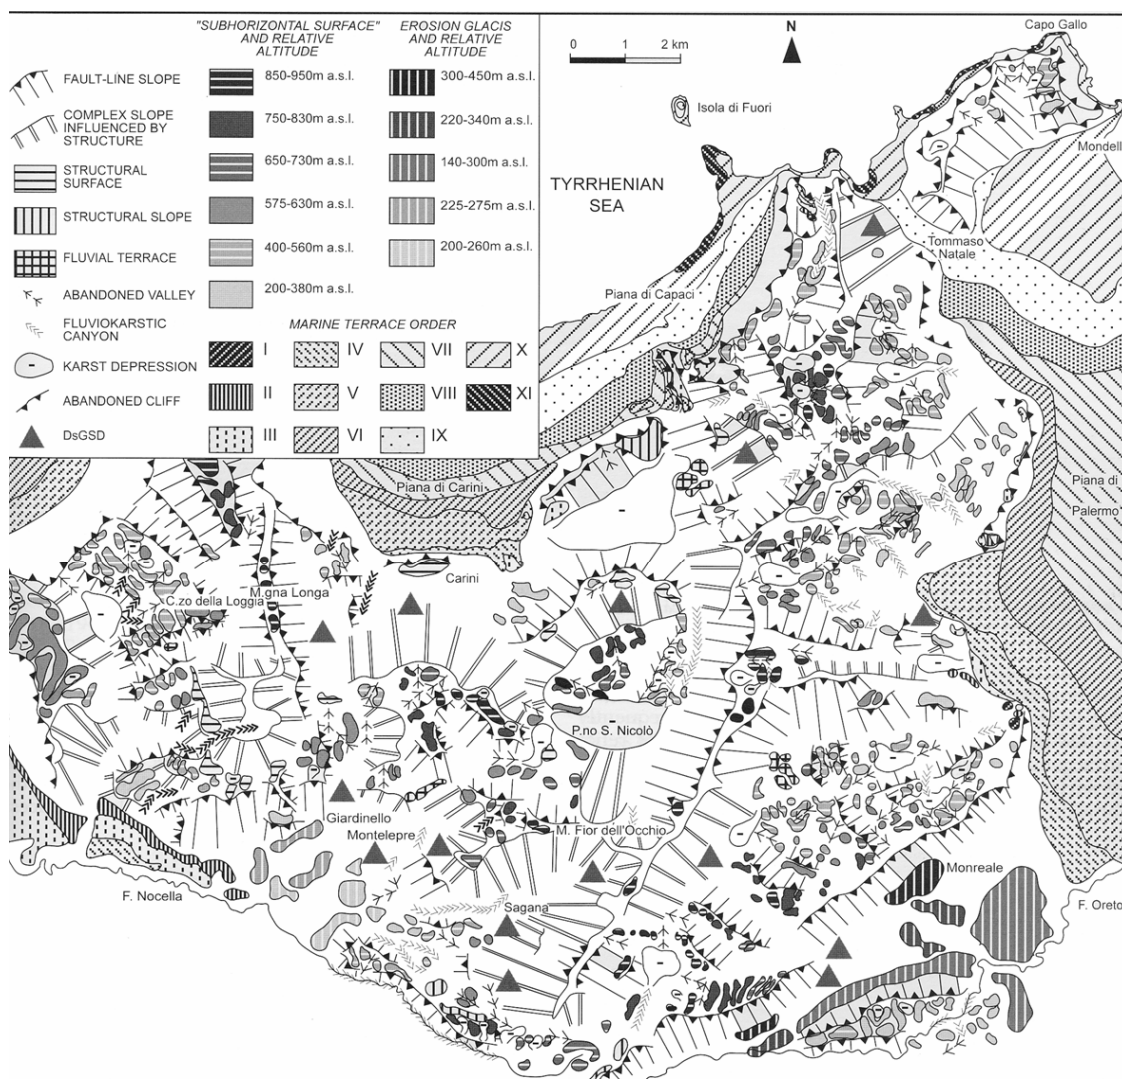 "SUBHORIZONTAL SURFACE"
AND RELATIVE
ALTITUDE
850-950m a.s.l.
750-830m a.s.l.
650-730m a.s.l.
575-630m a.s.l.
400-560m a.s.l.
200-380m a.s.l.
EROSION GLACIS
AND RELATIVE
ALTITUDE
300-450m a.s.l.
220-340m a.s.l.
140-300m a.s.l.
225-275m a.s.l.
200-260m a.s.l.
FAULT-LINE SLOPE
COMPLEX SLOPE
INFLUENCED BY
STRUCTURE
STRUCTURAL
SURFACE
STRUCTURAL SLOPE
FLUVIAL TERRACE
ABANDONED VALLEY
FLUVIOKARSTIC
CANYON
KARST DEPRESSION
ABANDONED CLIFF
DsGSD
MARINE TERRACE ORDER
I
II
III
IV
V
VI
VII
VIII
IX
X
XI
0 1 2 km
N
Capo Gallo
Isola di Fuori
Mondell
TYRRHENIAN
SEA
Tommaso
Natale
Piana di Capaci
Piana di Carini
Piana di
Palermo
Carini
M.gna Longa
C.zo della Loggia
P.no S. Nicolò
Giardinello
Montelepre
M. Fior dell'Occhio
Monreale
F. Nocella
Sagana
F. Oreto